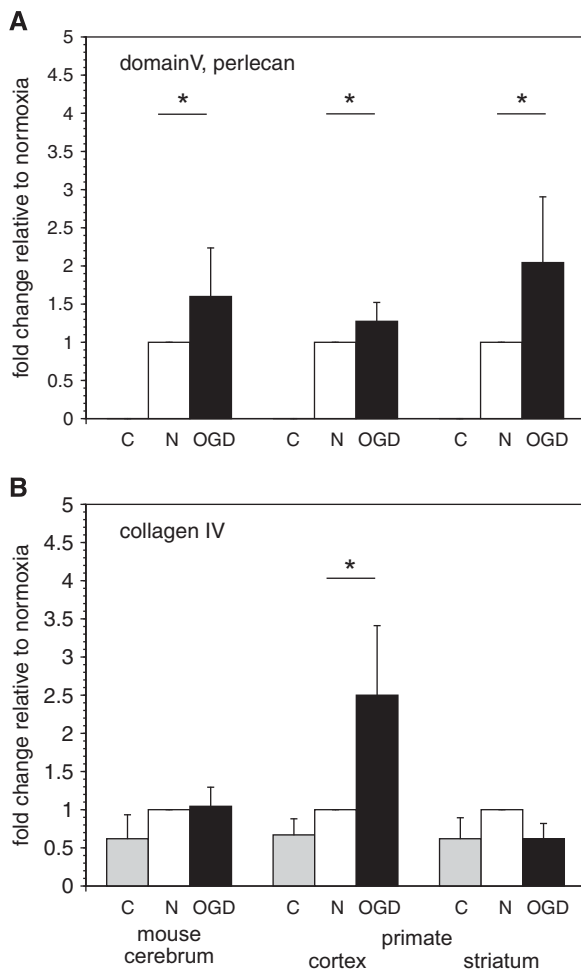 A
domainV, perlecan
fold change relative to normoxia
5
4.5
4
3.5
3
2.5
2
1.5
1
0.5
0
* * *
C N OGD C N OGD C N OGD
B
collagen IV
fold change relative to normoxia
5
4.5
4
3.5
3
2.5
2
1.5
1
0.5
0
*
C N OGD C N OGD C N OGD
mouse primate
cerebrum cortex striatum